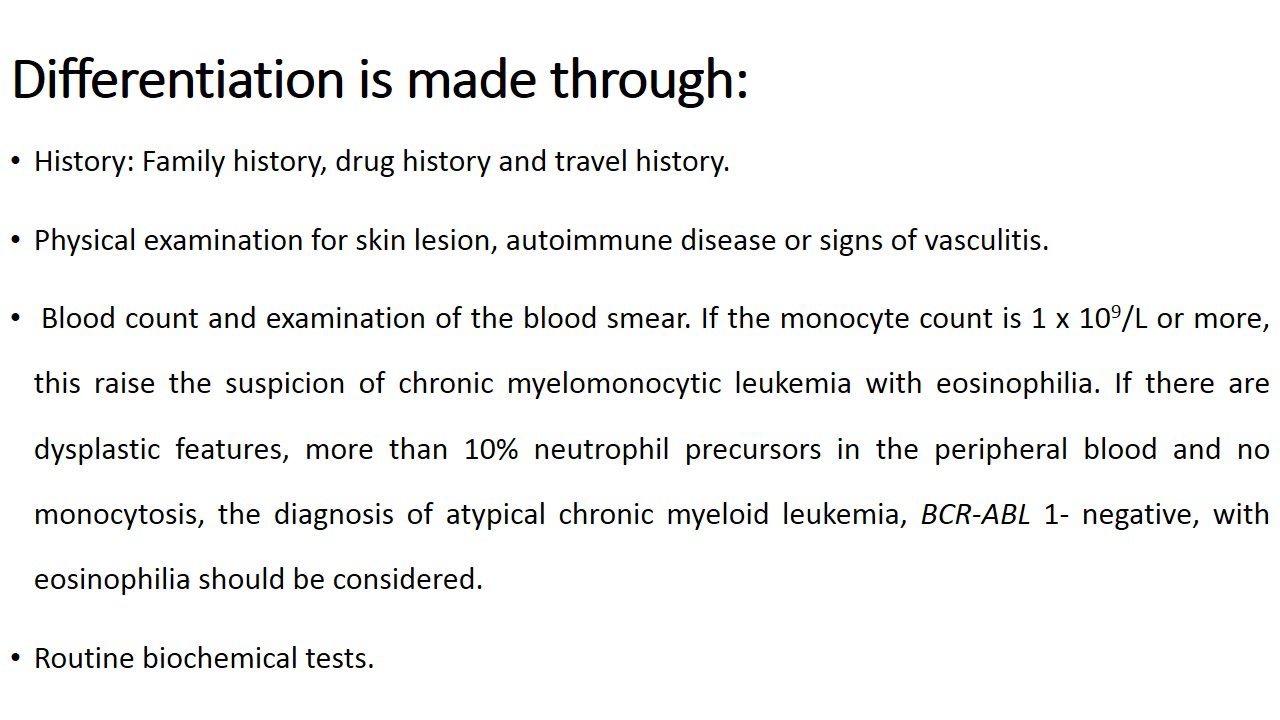 Differentiation is made through:
• History: Family history, drug history and travel history.
• Physical examination for skin lesion, autoimmune disease or signs of vasculitis.
• Blood count and examination of the blood smear. If the monocyte count is 1 x 10⁹/L or more,
this raise the suspicion of chronic myelomonocytic leukemia with eosinophilia. If there are
dysplastic features, more than 10% neutrophil precursors in the peripheral blood and no
monocytosis, the diagnosis of atypical chronic myeloid leukemia, BCR-ABL 1- negative, with
eosinophilia should be considered.
• Routine biochemical tests.